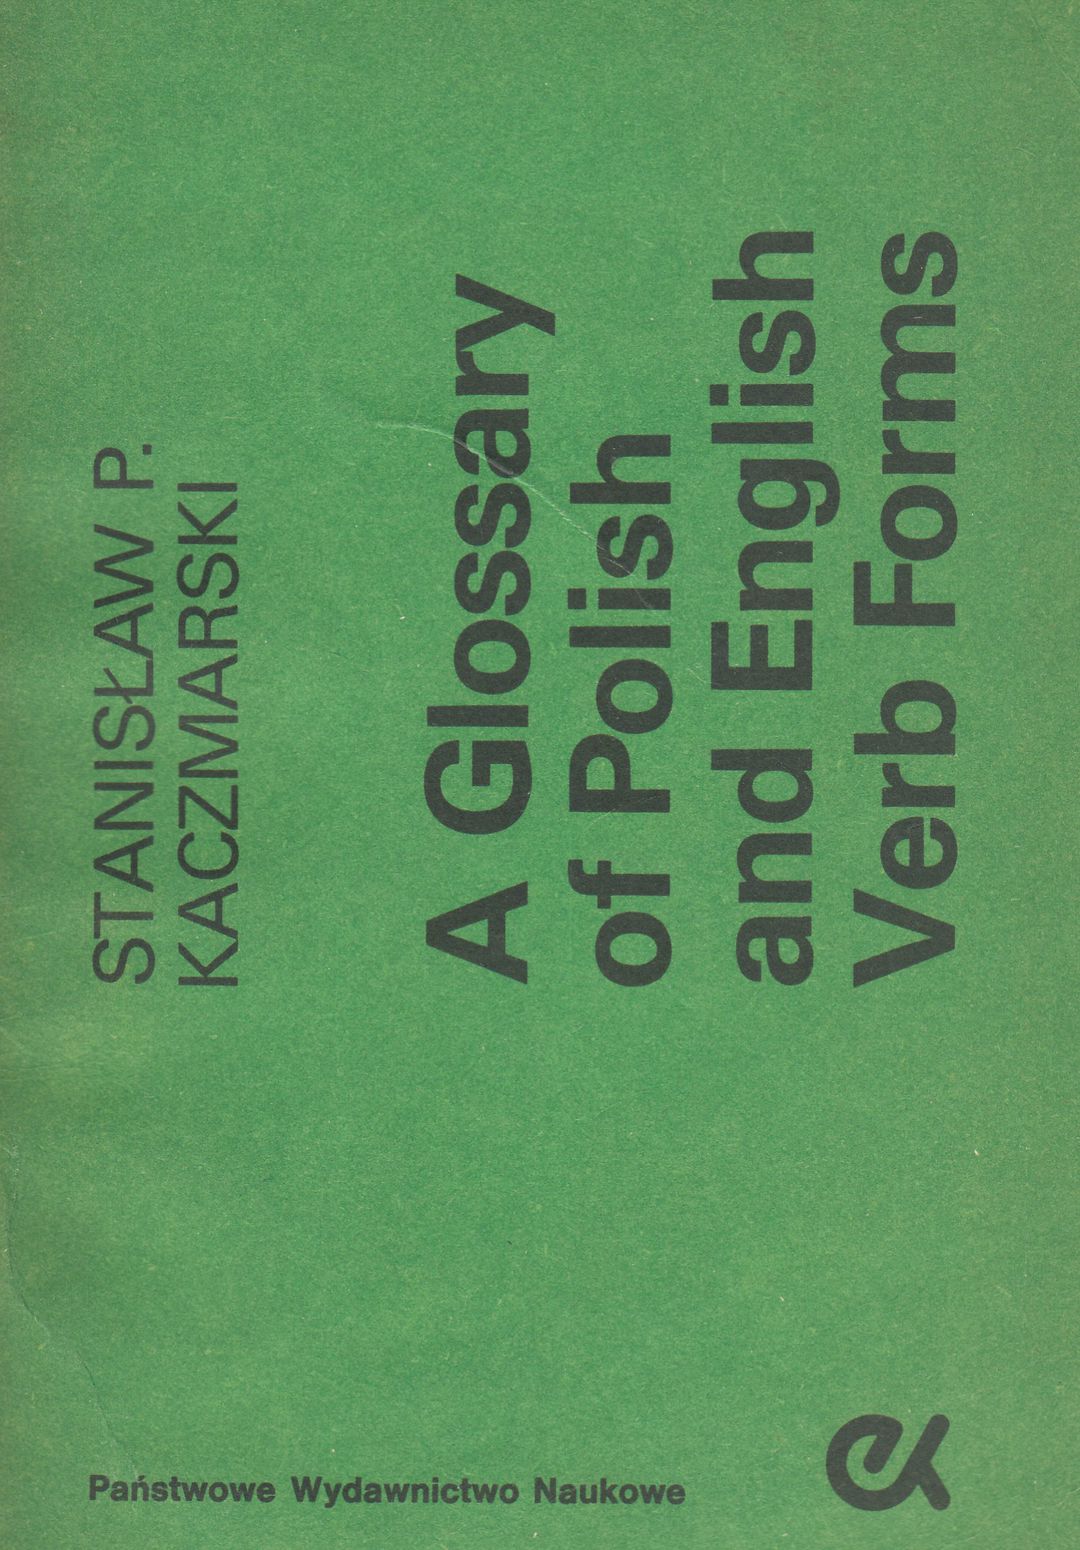 STANISŁAW P.
KACZMARSKI
A Glossary
of Polish
and English
Verb Forms
Państwowe Wydawnictwo Naukowe